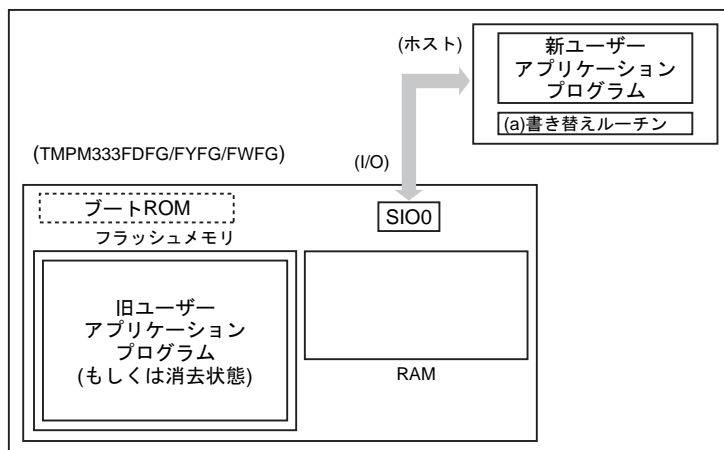 (ホスト)
新ユーザー
アプリケーション
プログラム
(a)書き替えルーチン
(TMPM333FDFG/FYFG/FWFG)
(I/O)
ブートROM
SIO0
フラッシュメモリ
旧ユーザー
アプリケーション
プログラム
(もしくは消去状態)
RAM